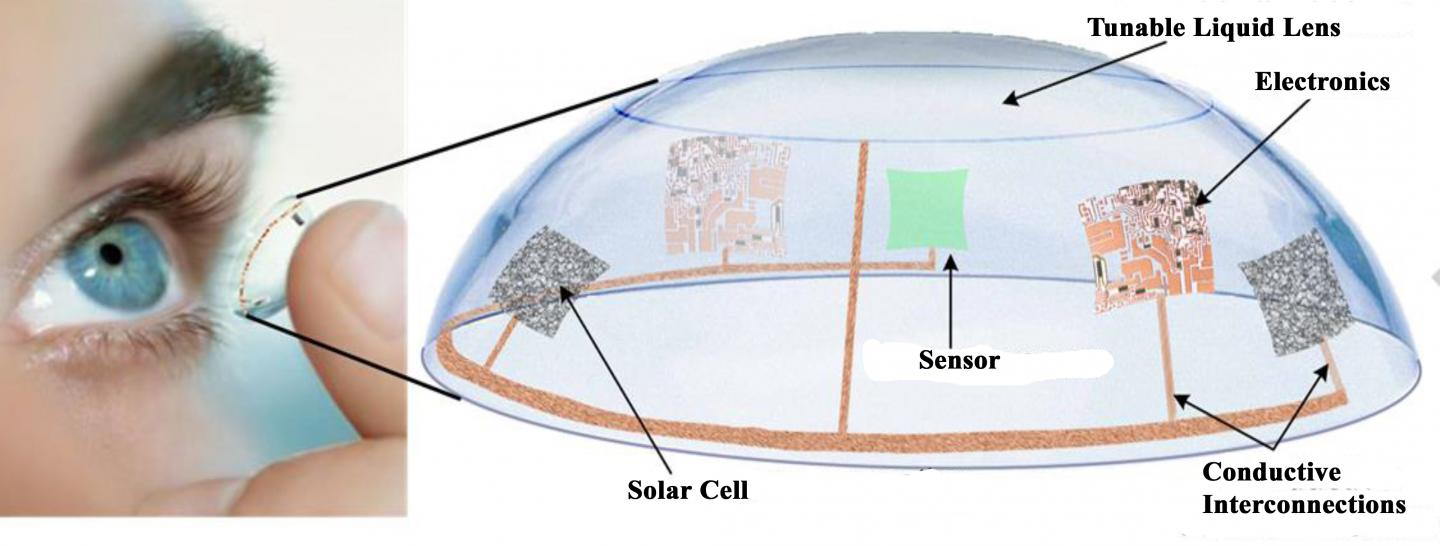 Tunable Liquid Lens
Electronics
Sensor
Solar Cell
Conductive
Interconnections